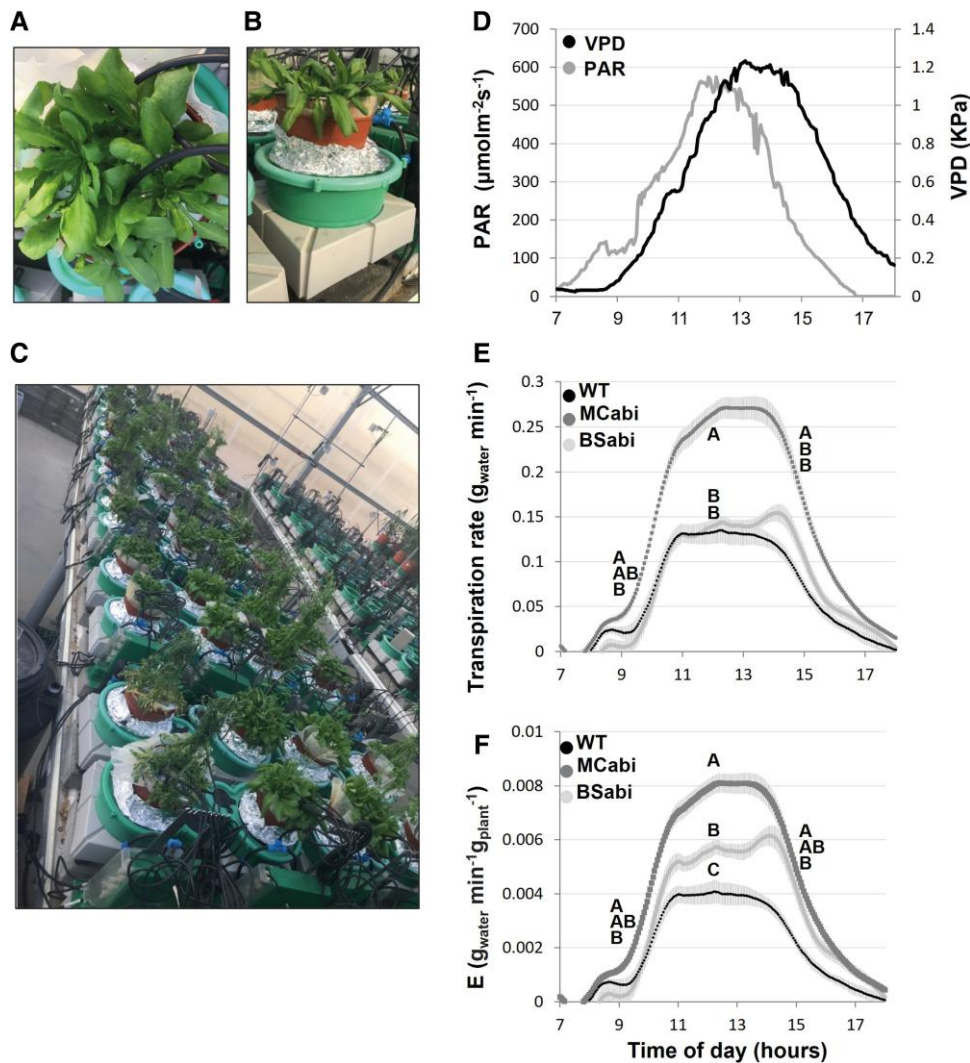 A
B
C
D
700
600
500
400
300
200
100
0
PAR (μmolm⁻²s⁻¹)
VPD
PAR
1.4
1.2
1
0.8
0.6
0.4
0.2
0
VPD (KPa)
7 9 11 13 15 17
E
0.3
0.25
0.2
0.15
0.1
0.05
0
Transpiration rate (g_water min⁻¹)
WT
MCabi
BSabi
A
AB
B
A
B
B
A
B
B
7 9 11 13 15 17
F
0.01
0.008
0.006
0.004
0.002
0
E (g_water min⁻¹g_plant⁻¹)
WT
MCabi
BSabi
A
AB
B
A
B
C
A
AB
B
7 9 11 13 15 17
Time of day (hours)